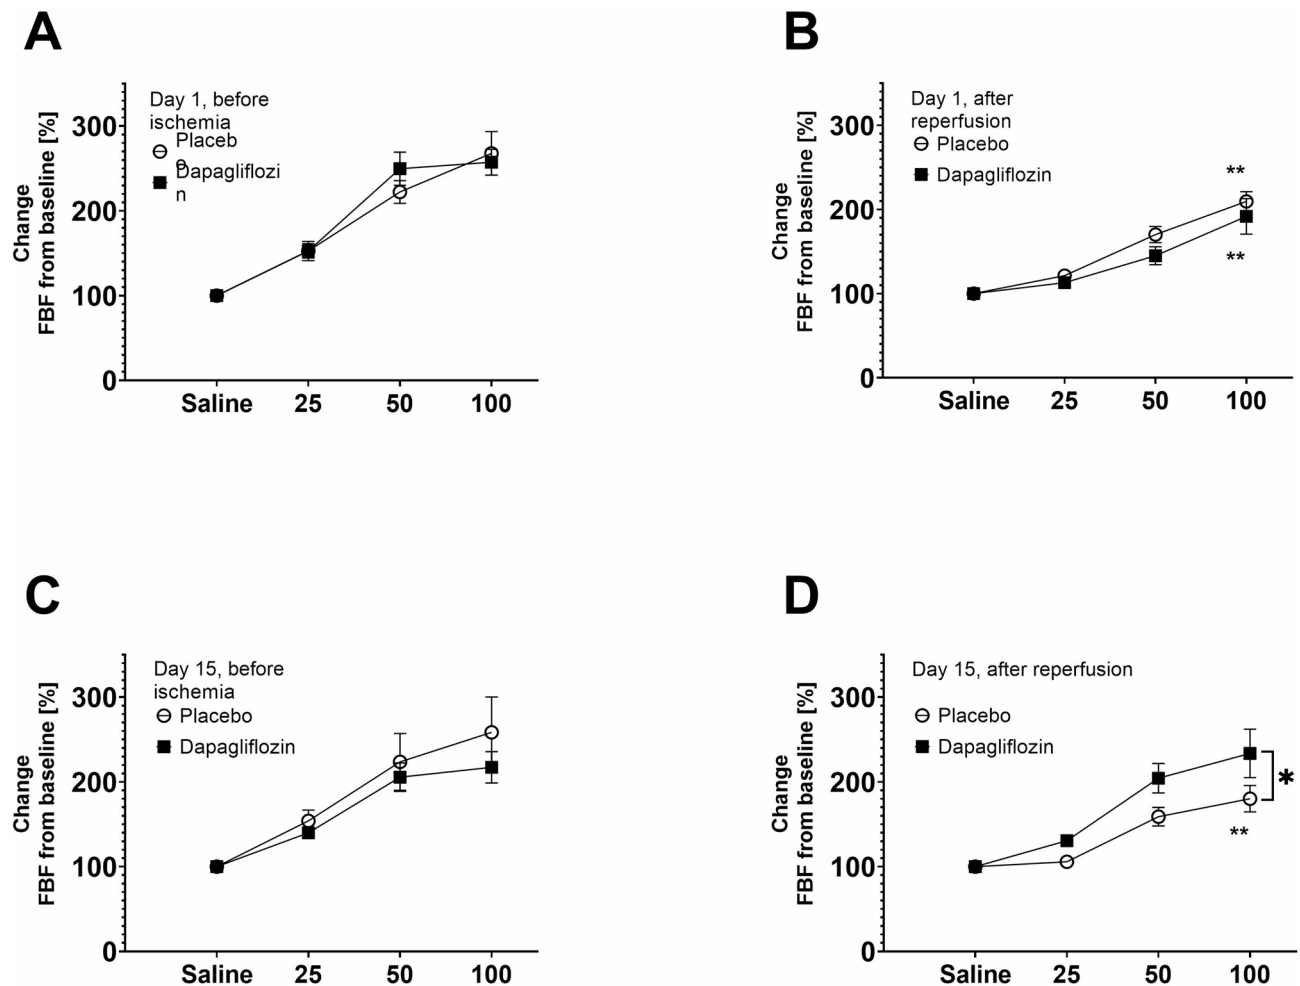 A
Day 1, before
ischemia
Placeb
o
Dapagliflozi
n
Change
FBF from baseline [%]
300
200
100
0
Saline 25 50 100
B
Day 1, after
reperfusion
Placebo
Dapagliflozin
Change
FBF from baseline [%]
300
200
100
0
**
**
Saline 25 50 100
C
Day 15, before
ischemia
Placebo
Dapagliflozin
Change
FBF from baseline [%]
300
200
100
0
Saline 25 50 100
D
Day 15, after reperfusion
Placebo
Dapagliflozin
Change
FBF from baseline [%]
300
200
100
0
*
**
Saline 25 50 100